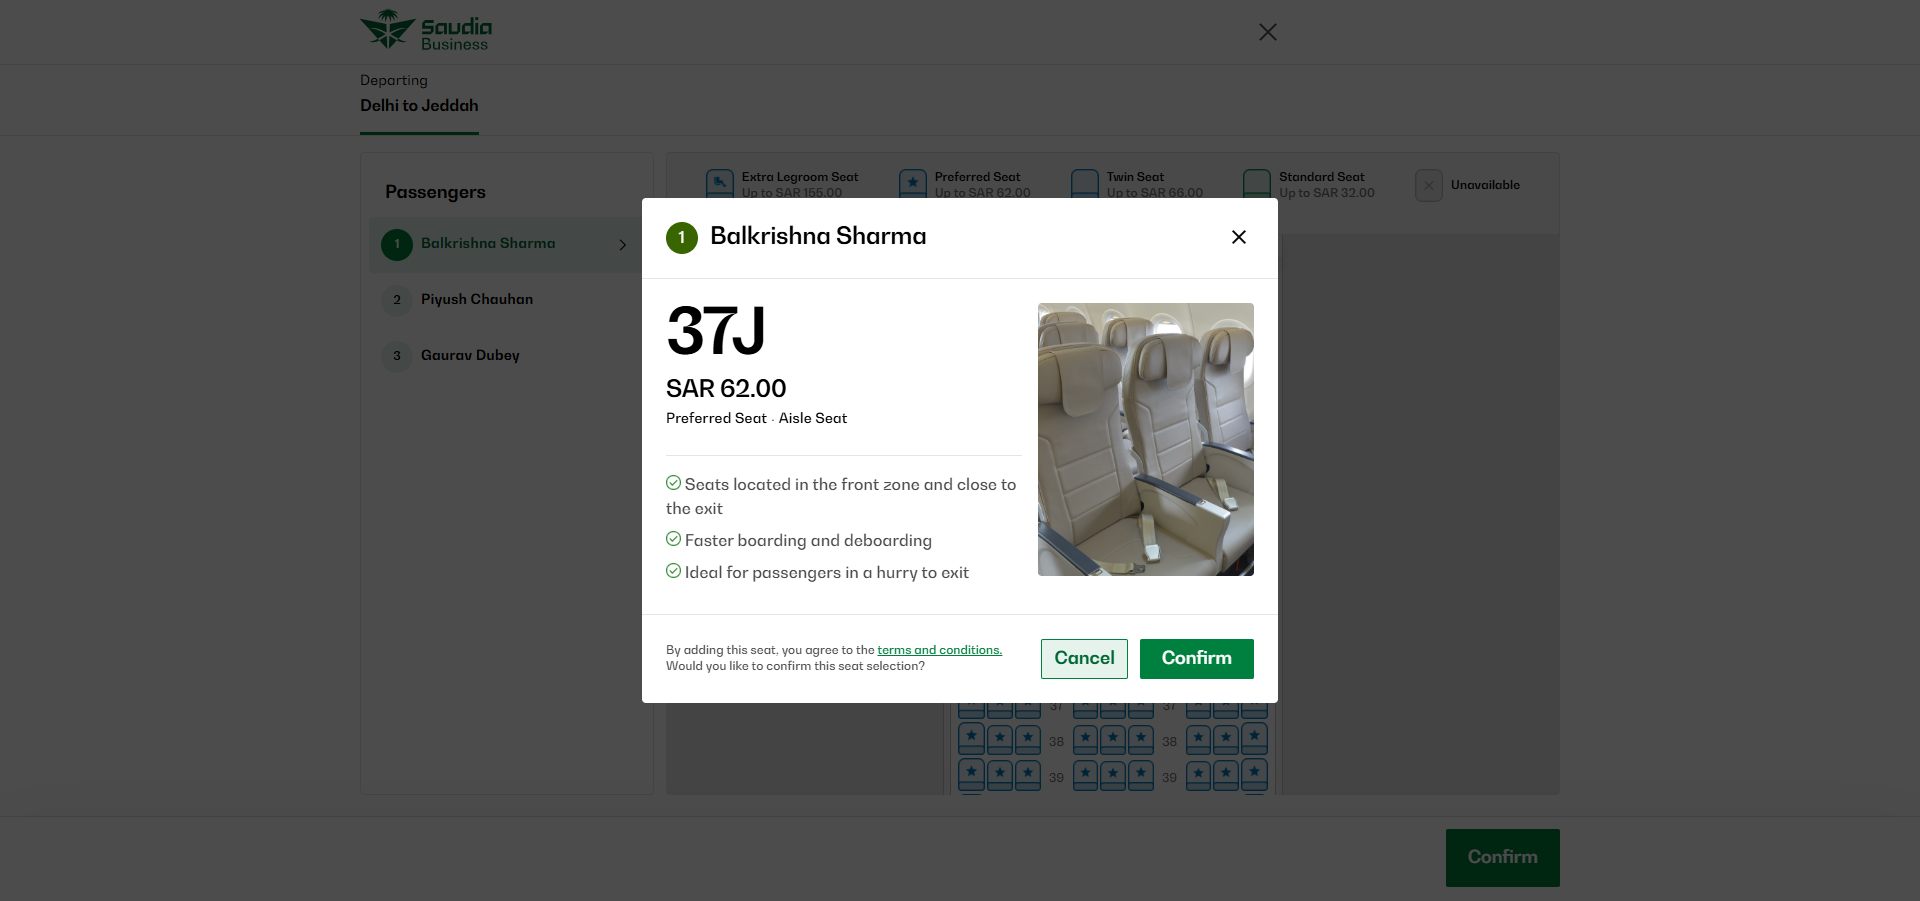 Saudia
Business
Departing
Delhi to Jeddah
Passengers
1 Balkrishna Sharma
2 Piyush Chauhan
3 Gaurav Dubey
Extra Legroom Seat
Up to SAR 155.00
Preferred Seat
Up to SAR 62.00
Twin Seat
Up to SAR 66.00
Standard Seat
Up to SAR 32.00
Unavailable
1 Balkrishna Sharma
37J
SAR 62.00
Preferred Seat · Aisle Seat
Seats located in the front zone and close to
the exit
Faster boarding and deboarding
Ideal for passengers in a hurry to exit
By adding this seat, you agree to the terms and conditions.
Would you like to confirm this seat selection?
Cancel
Confirm
37 37
38 38
39 39
Confirm